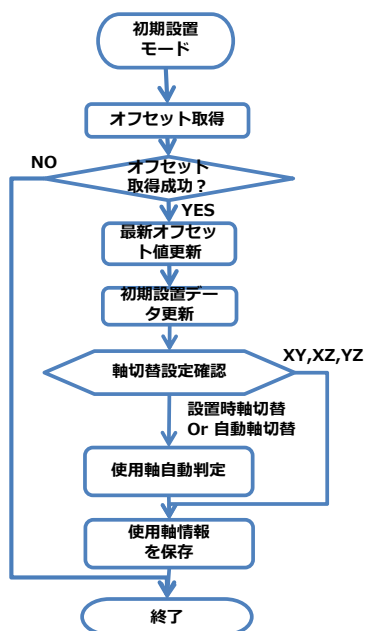 初期設置
モード
オフセット取得
NO
オフセット
取得成功？
YES
最新オフセッ
ト値更新
初期設置デー
タ更新
XY,XZ,YZ
軸切替設定確認
設置時軸切替
Or 自動軸切替
使用軸自動判定
使用軸情報
を保存
終了